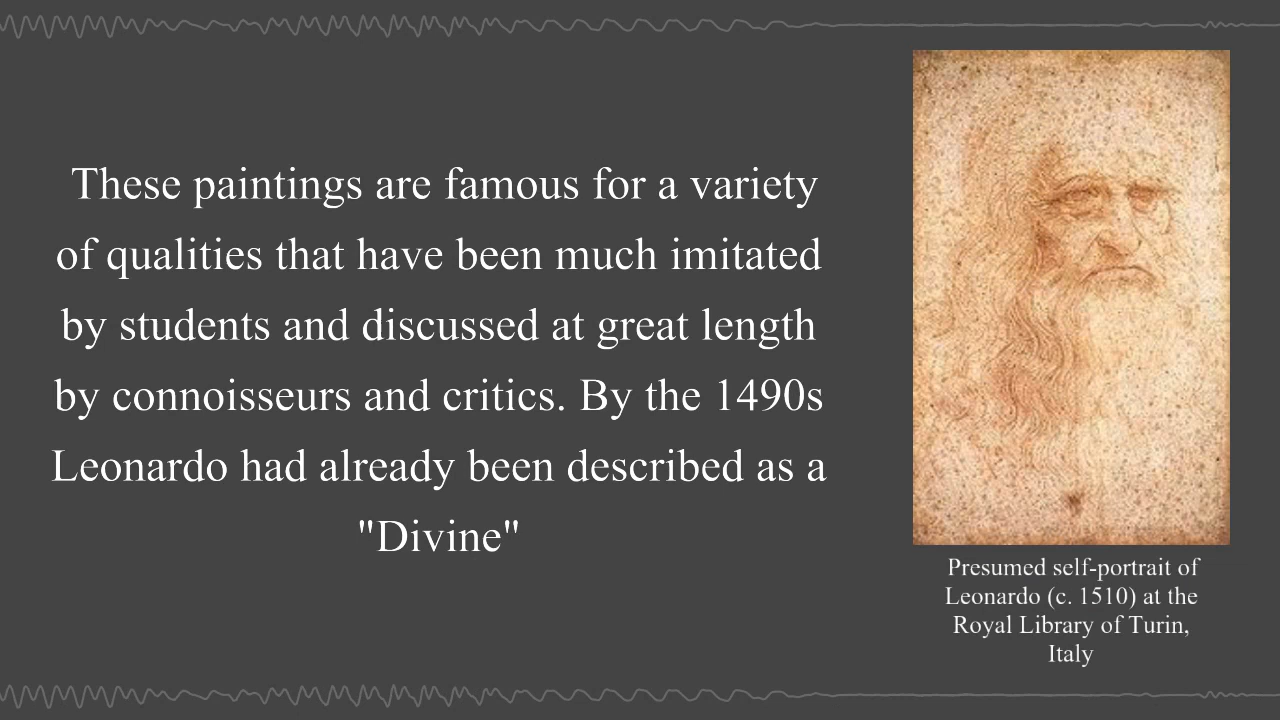 These paintings are famous for a variety
of qualities that have been much imitated
by students and discussed at great length
by connoisseurs and critics. By the 1490s
Leonardo had already been described as a
"Divine"
Presumed self-portrait of
Leonardo (c. 1510) at the
Royal Library of Turin,
Italy